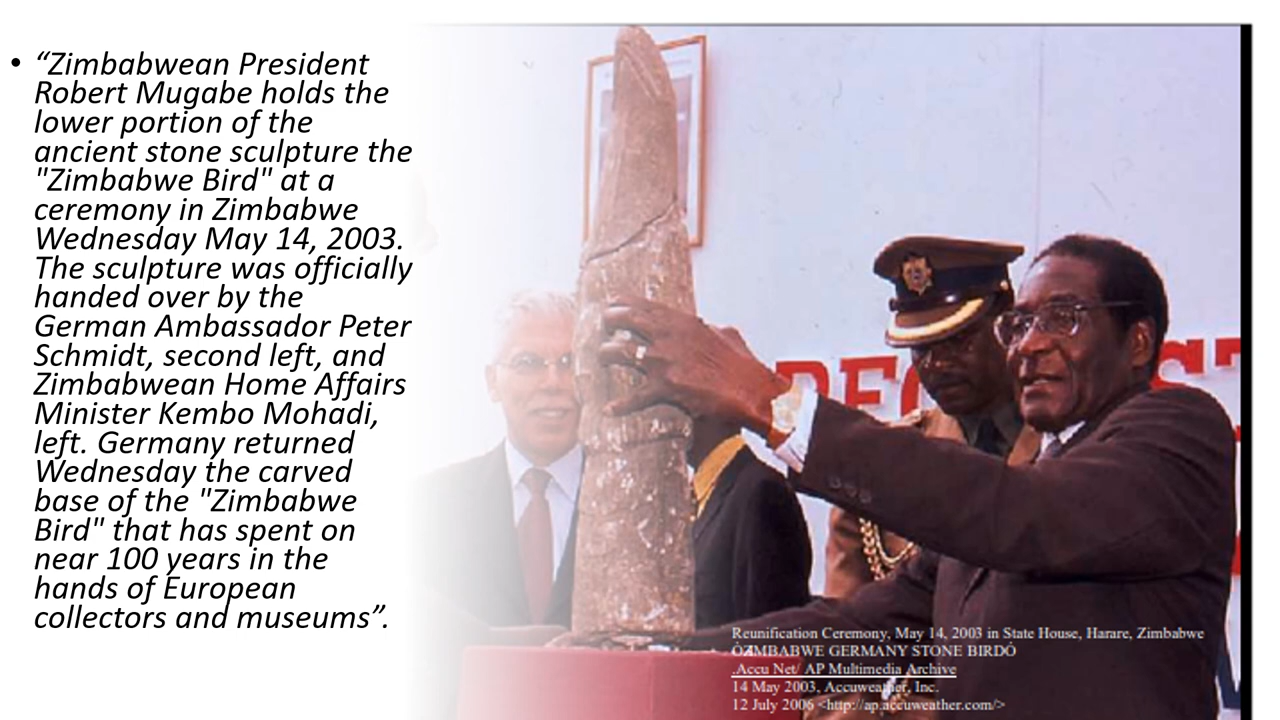 • “Zimbabwean President
Robert Mugabe holds the
lower portion of the
ancient stone sculpture the
"Zimbabwe Bird" at a
ceremony in Zimbabwe
Wednesday May 14, 2003.
The sculpture was officially
handed over by the
German Ambassador Peter
Schmidt, second left, and
Zimbabwean Home Affairs
Minister Kembo Mohadi,
left. Germany returned
Wednesday the carved
base of the "Zimbabwe
Bird" that has spent on
near 100 years in the
hands of European
collectors and museums”.
Reunification Ceremony, May 14, 2003 in State House, Harare, Zimbabwe
ÒZIMBABWE GERMANY STONE BIRDÓ
.Accu Net/ AP Multimedia Archive
14 May 2003, Accuweather, Inc.
12 July 2006 <http://ap.accuweather.com/>